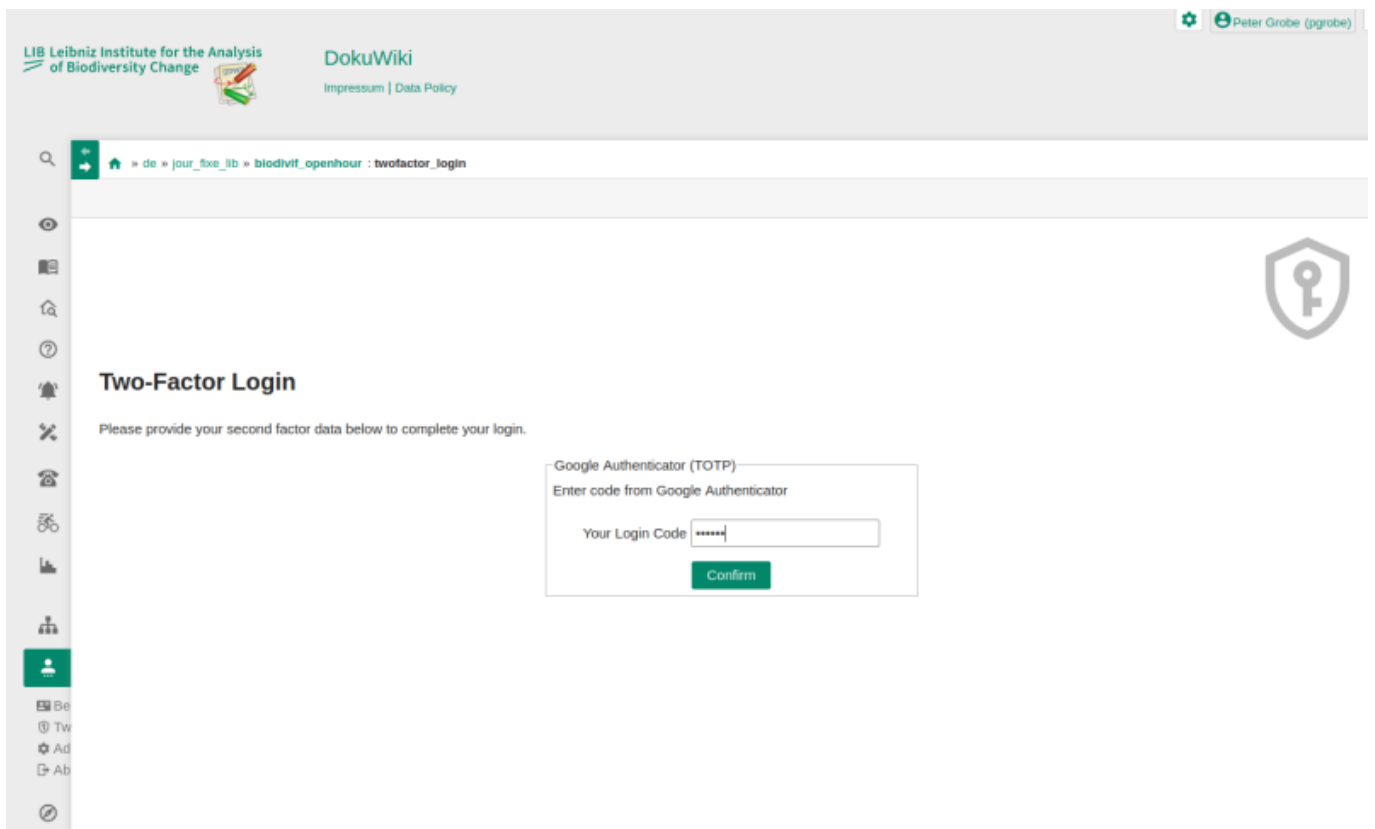 Peter Grobe (pgrobe)
LIB Leibniz Institute for the Analysis
of Biodiversity Change
DokuWiki
Impressum | Data Policy
» de » jour_fixe_lib » biodivif_openhour : twofactor_login
Two-Factor Login
Please provide your second factor data below to complete your login.
Google Authenticator (TOTP)
Enter code from Google Authenticator
Your Login Code ••••••
Confirm
Be
Tw
Ad
Ab